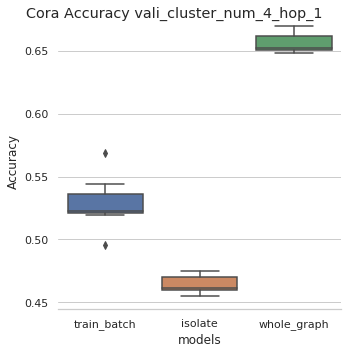 Cora Accuracy vali_cluster_num_4_hop_1
0.65
0.60
0.55
0.50
0.45
Accuracy
train_batch isolate whole_graph
models